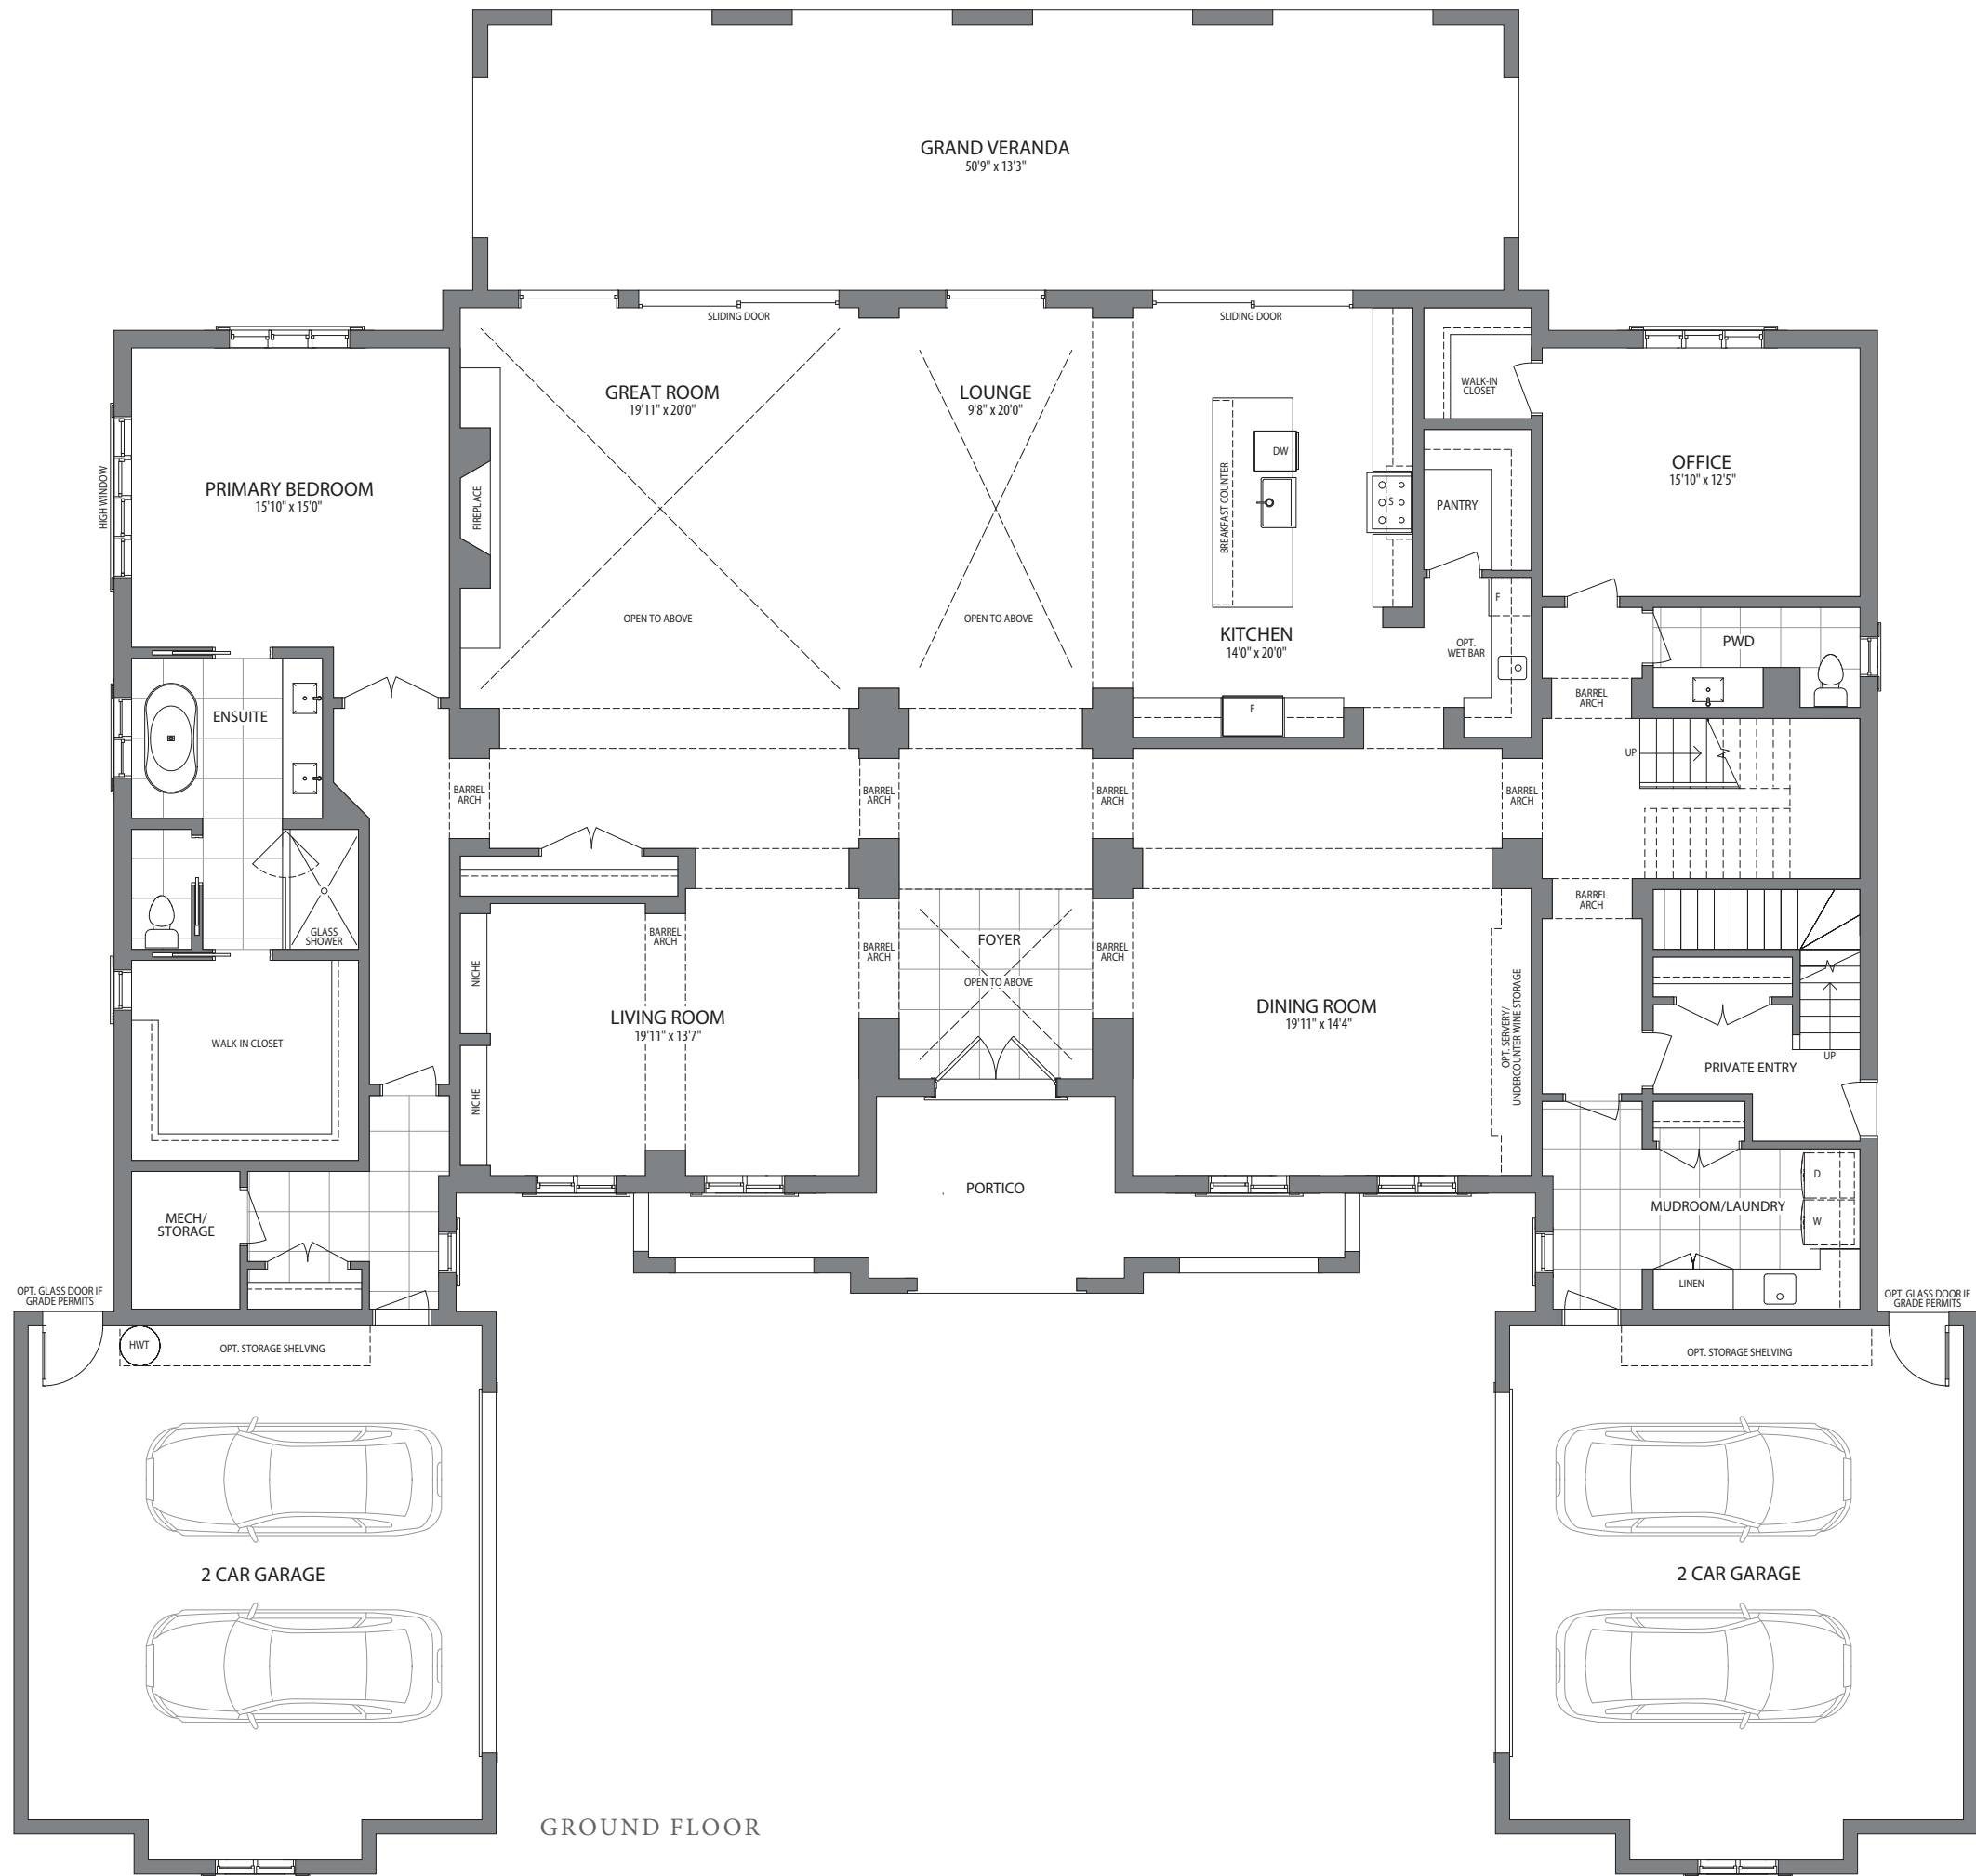 GRAND VERANDA
50'9" x 13'3"
SLIDING DOOR
SLIDING DOOR
GREAT ROOM
19'11" x 20'0"
LOUNGE
9'8" x 20'0"
WALK-IN
CLOSET
HIGH WINDOW
PRIMARY BEDROOM
15'10" x 15'0"
FIREPLACE
BREAKFAST COUNTER
DW
S
PANTRY
OFFICE
15'10" x 12'5"
OPEN TO ABOVE
OPEN TO ABOVE
KITCHEN
14'0" x 20'0"
F
OPT.
WET BAR
PWD
ENSUITE
F
BARREL
ARCH
UP
BARREL
ARCH
BARREL
ARCH
BARREL
ARCH
BARREL
ARCH
BARREL
ARCH
GLASS
SHOWER
BARREL
ARCH
BARREL
ARCH
FOYER
OPEN TO ABOVE
BARREL
ARCH
NICHE
LIVING ROOM
19'11" x 13'7"
DINING ROOM
19'11" x 14'4"
OPT. SERVERY/
UNDERCOUNTER WINE STORAGE
WALK-IN CLOSET
NICHE
UP
PRIVATE ENTRY
PORTICO
MECH/
STORAGE
D
MUDROOM/LAUNDRY
W
LINEN
OPT. GLASS DOOR IF
GRADE PERMITS
OPT. GLASS DOOR IF
GRADE PERMITS
HWT
OPT. STORAGE SHELVING
OPT. STORAGE SHELVING
2 CAR GARAGE
2 CAR GARAGE
GROUND FLOOR